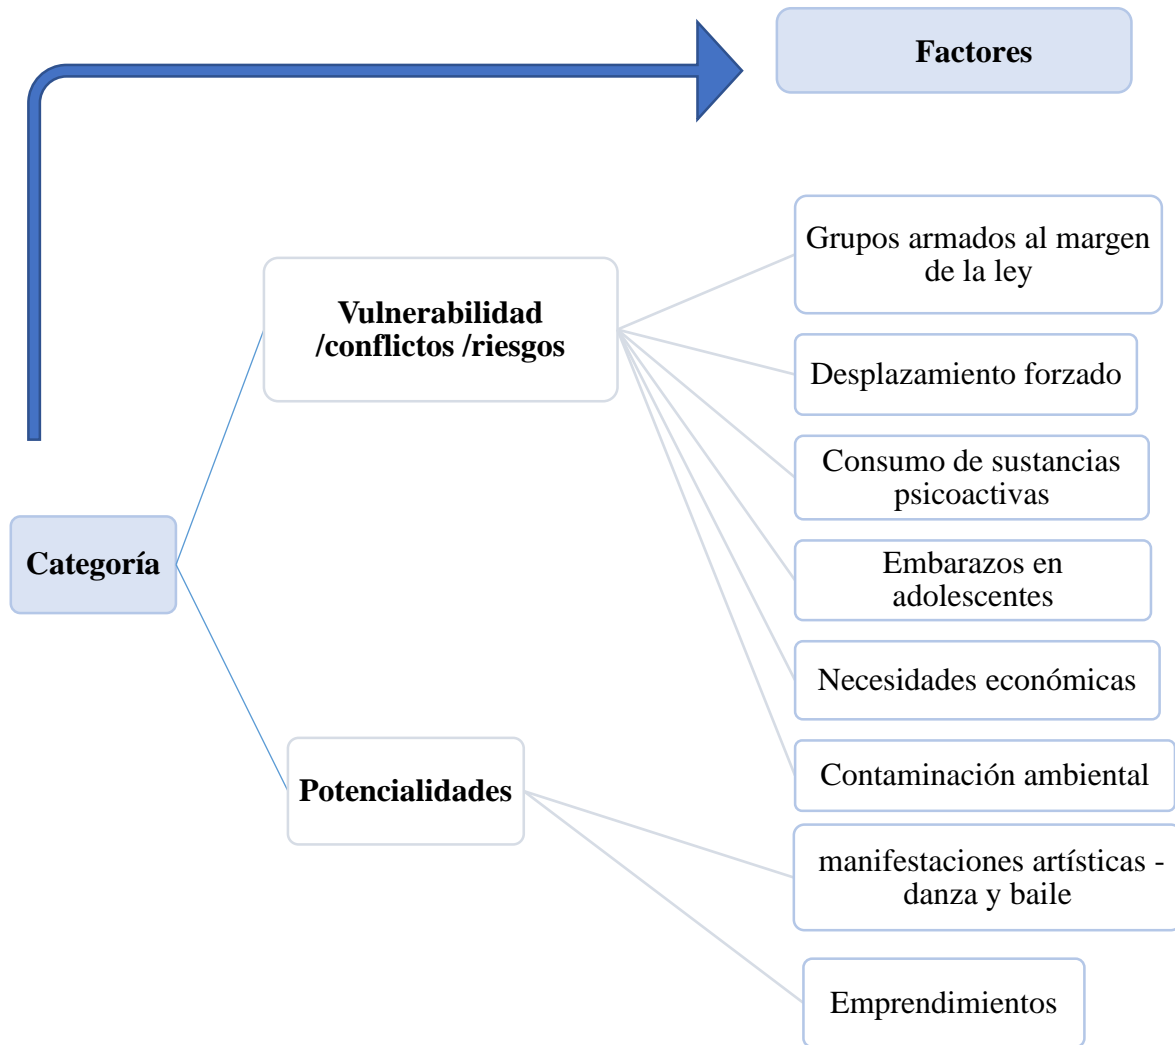 Factores
Grupos armados al margen
de la ley
Vulnerabilidad
/conflictos /riesgos
Desplazamiento forzado
Consumo de sustancias
psicoactivas
Categoría
Embarazos en
adolescentes
Necesidades económicas
Contaminación ambiental
Potencialidades
manifestaciones artísticas -
danza y baile
Emprendimientos